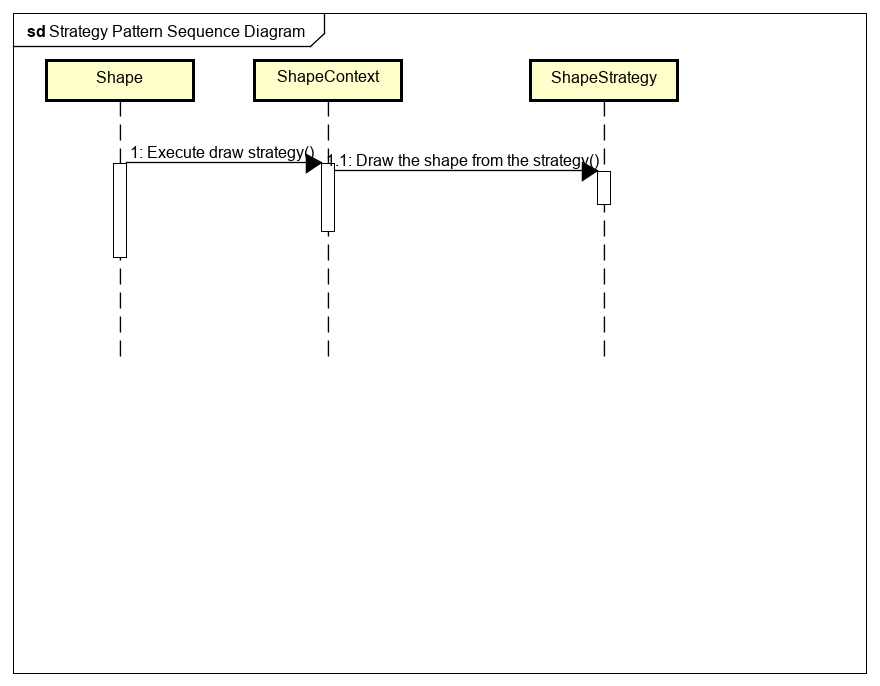 sd Strategy Pattern Sequence Diagram
Shape
ShapeContext
ShapeStrategy
1: Execute draw strategy()
1.1: Draw the shape from the strategy()